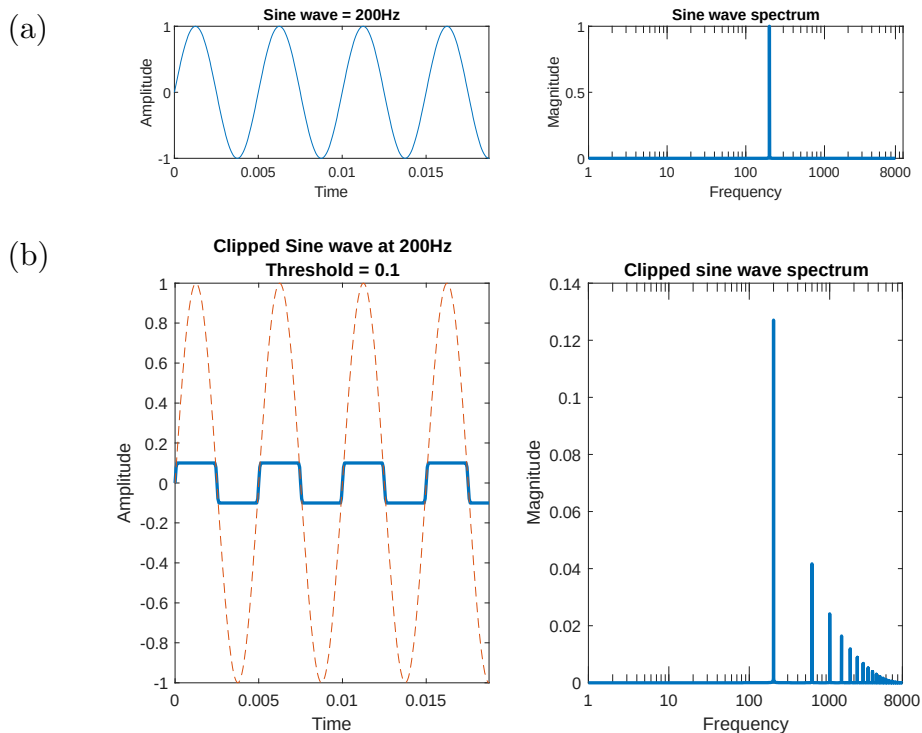 (a)
Sine wave = 200Hz
1
0
-1
Amplitude
0 0.005 0.01 0.015
Time
Sine wave spectrum
1
0.5
0
Magnitude
1 10 100 1000 8000
Frequency
(b)
Clipped Sine wave at 200Hz
Threshold = 0.1
1
0.8
0.6
0.4
0.2
0
-0.2
-0.4
-0.6
-0.8
-1
Amplitude
0 0.005 0.01 0.015
Time
Clipped sine wave spectrum
0.14
0.12
0.1
0.08
0.06
0.04
0.02
0
Magnitude
1 10 100 1000 8000
Frequency